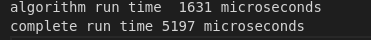 algorithm run time  1631 microseconds
complete run time 5197 microseconds